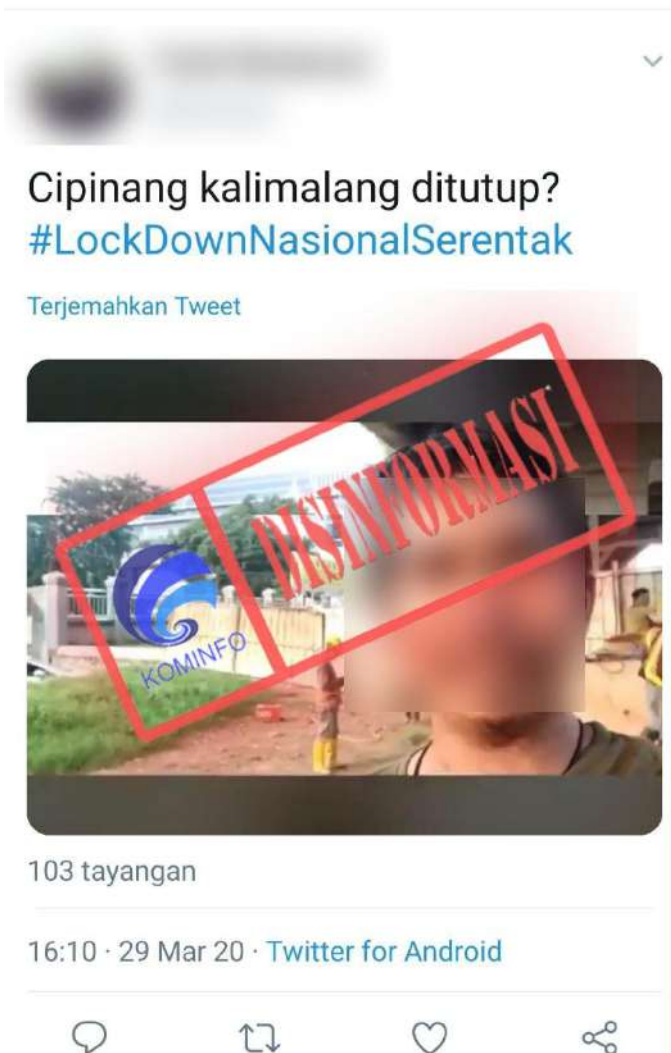 Cipinang kalimalang ditutup?
#LockDownNasionalSerentak
Terjemahkan Tweet
DISINFORMASI
KOMINFO
103 tayangan
16:10 · 29 Mar 20 · Twitter for Android